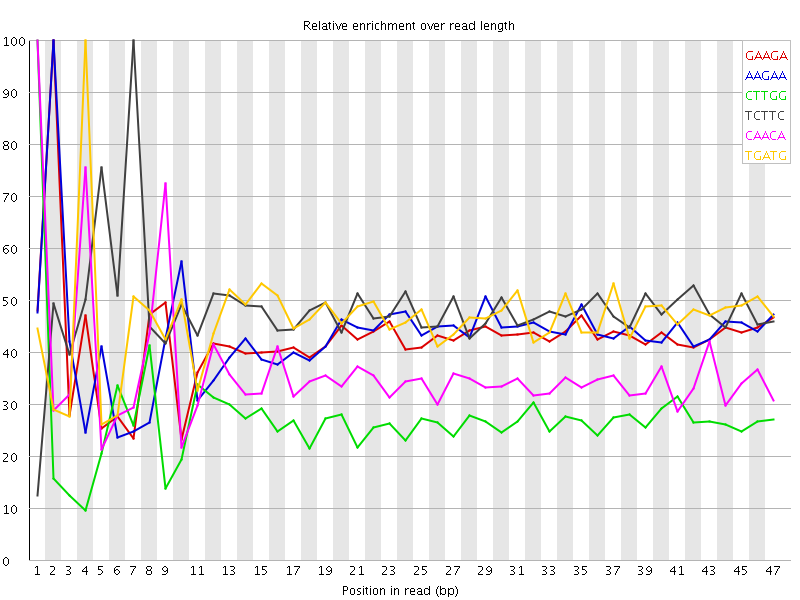 Relative enrichment over read length
100
90
80
70
60
50
40
30
20
10
0
GAAGA
AAGAA
CTTGG
TCTTC
CAACA
TGATG
1 2 3 4 5 6 7 8 9 11 13 15 17 19 21 23 25 27 29 31 33 35 37 39 41 43 45 47
Position in read (bp)